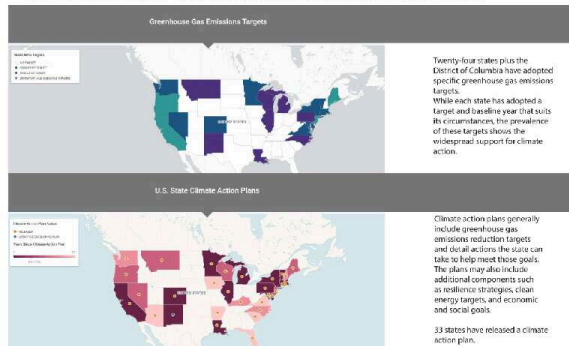 Greenhouse Gas Emissions Targets
Twenty-four states plus the
District of Columbia have adopted
specific greenhouse gas emissions
targets.
While each state has adopted a
target and baseline year that suits
its circumstances, the prevalence
of these targets shows the
widespread support for climate
action.
UNITED STATES
U.S. State Climate Action Plans
Climate action plans generally
include greenhouse gas
emissions reduction targets
and detail actions the state can
take to help meet those goals.
The plans may also include
additional components such
as resilience strategies, clean
energy targets, and economic
and social goals.
33 states have released a climate
action plan.
UNITED STATES